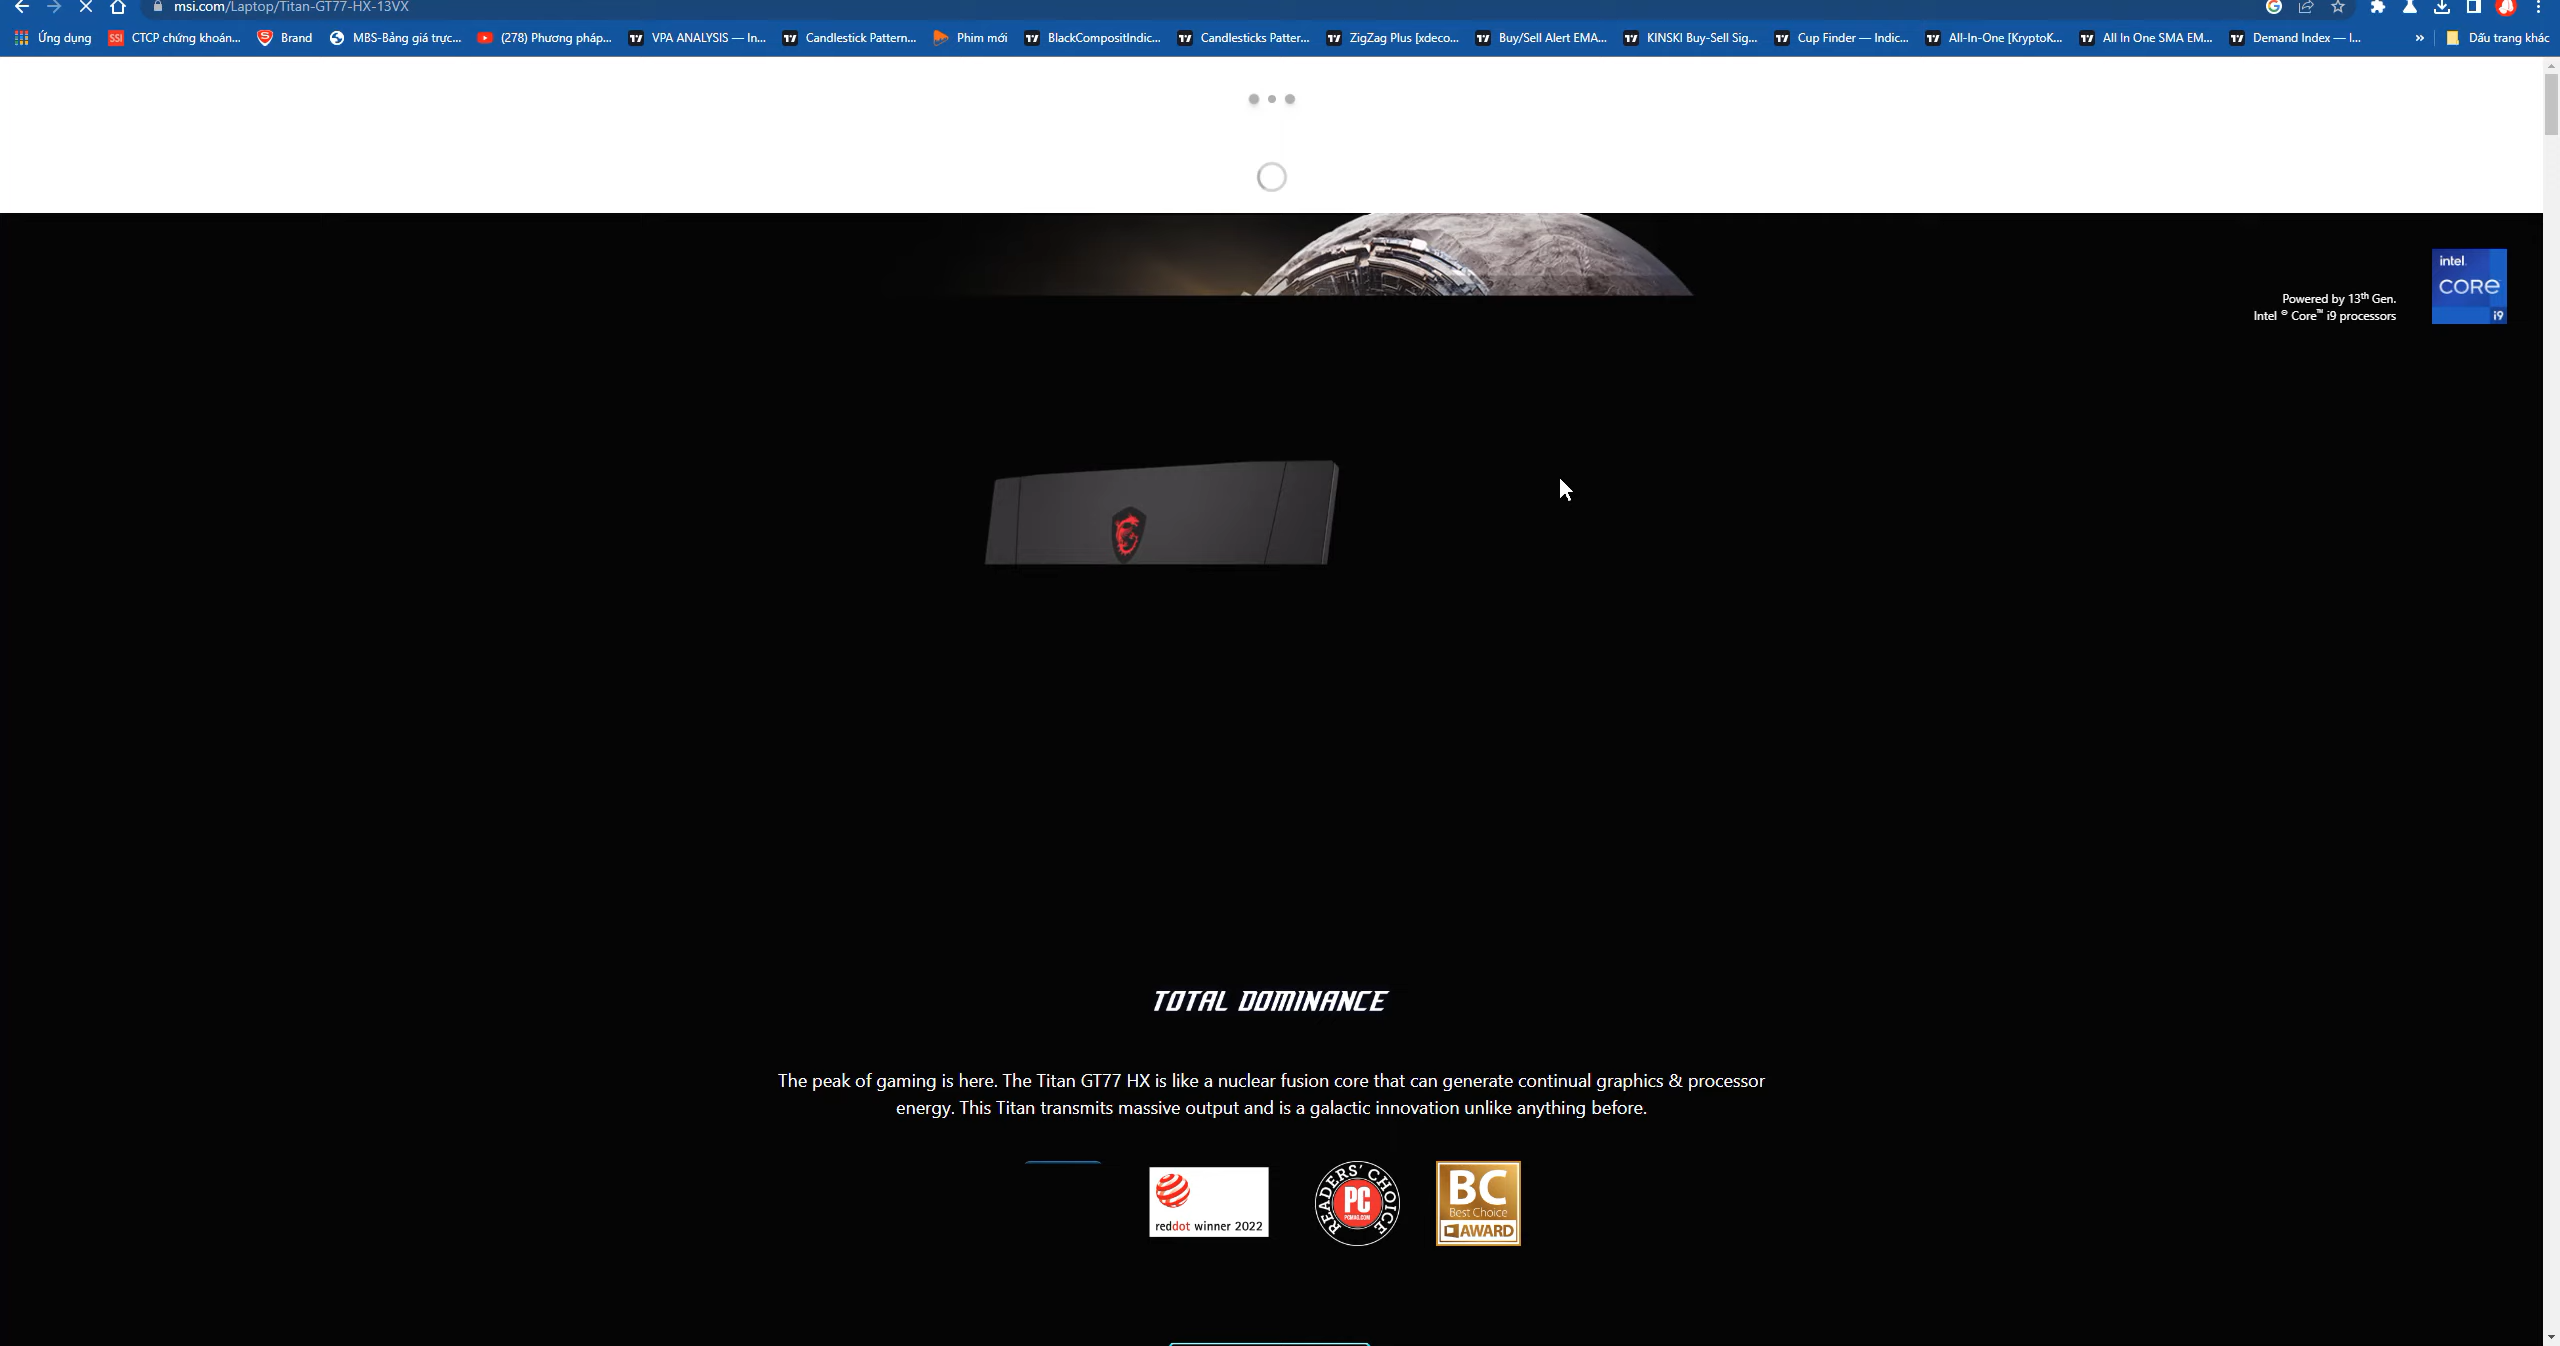 msi.com/Laptop/Titan-GT77-HX-13VX
Ứng dụng
SSI
CTCP chứng khoán...
Brand
MBS-Bảng giá trực...
(278) Phương pháp...
VPA ANALYSIS — In...
Candlestick Pattern...
Phim mới
BlackCompositIndic...
Candlesticks Patter...
ZigZag Plus [xdeco...
Buy/Sell Alert EMA...
KINSKI Buy-Sell Sig...
Cup Finder — Indic...
All-In-One [KryptoK...
All In One SMA EM...
Demand Index — I...
»
Dấu trang khác
Powered by 13th Gen.
Intel ® Core™ i9 processors
intel.
CORE
i9
TOTAL DOMINANCE
The peak of gaming is here. The Titan GT77 HX is like a nuclear fusion core that can generate continual graphics & processor
energy. This Titan transmits massive output and is a galactic innovation unlike anything before.
reddot winner 2022
READERS' CHOICE
PC
PCMAG.COM
BC
Best Choice
AWARD